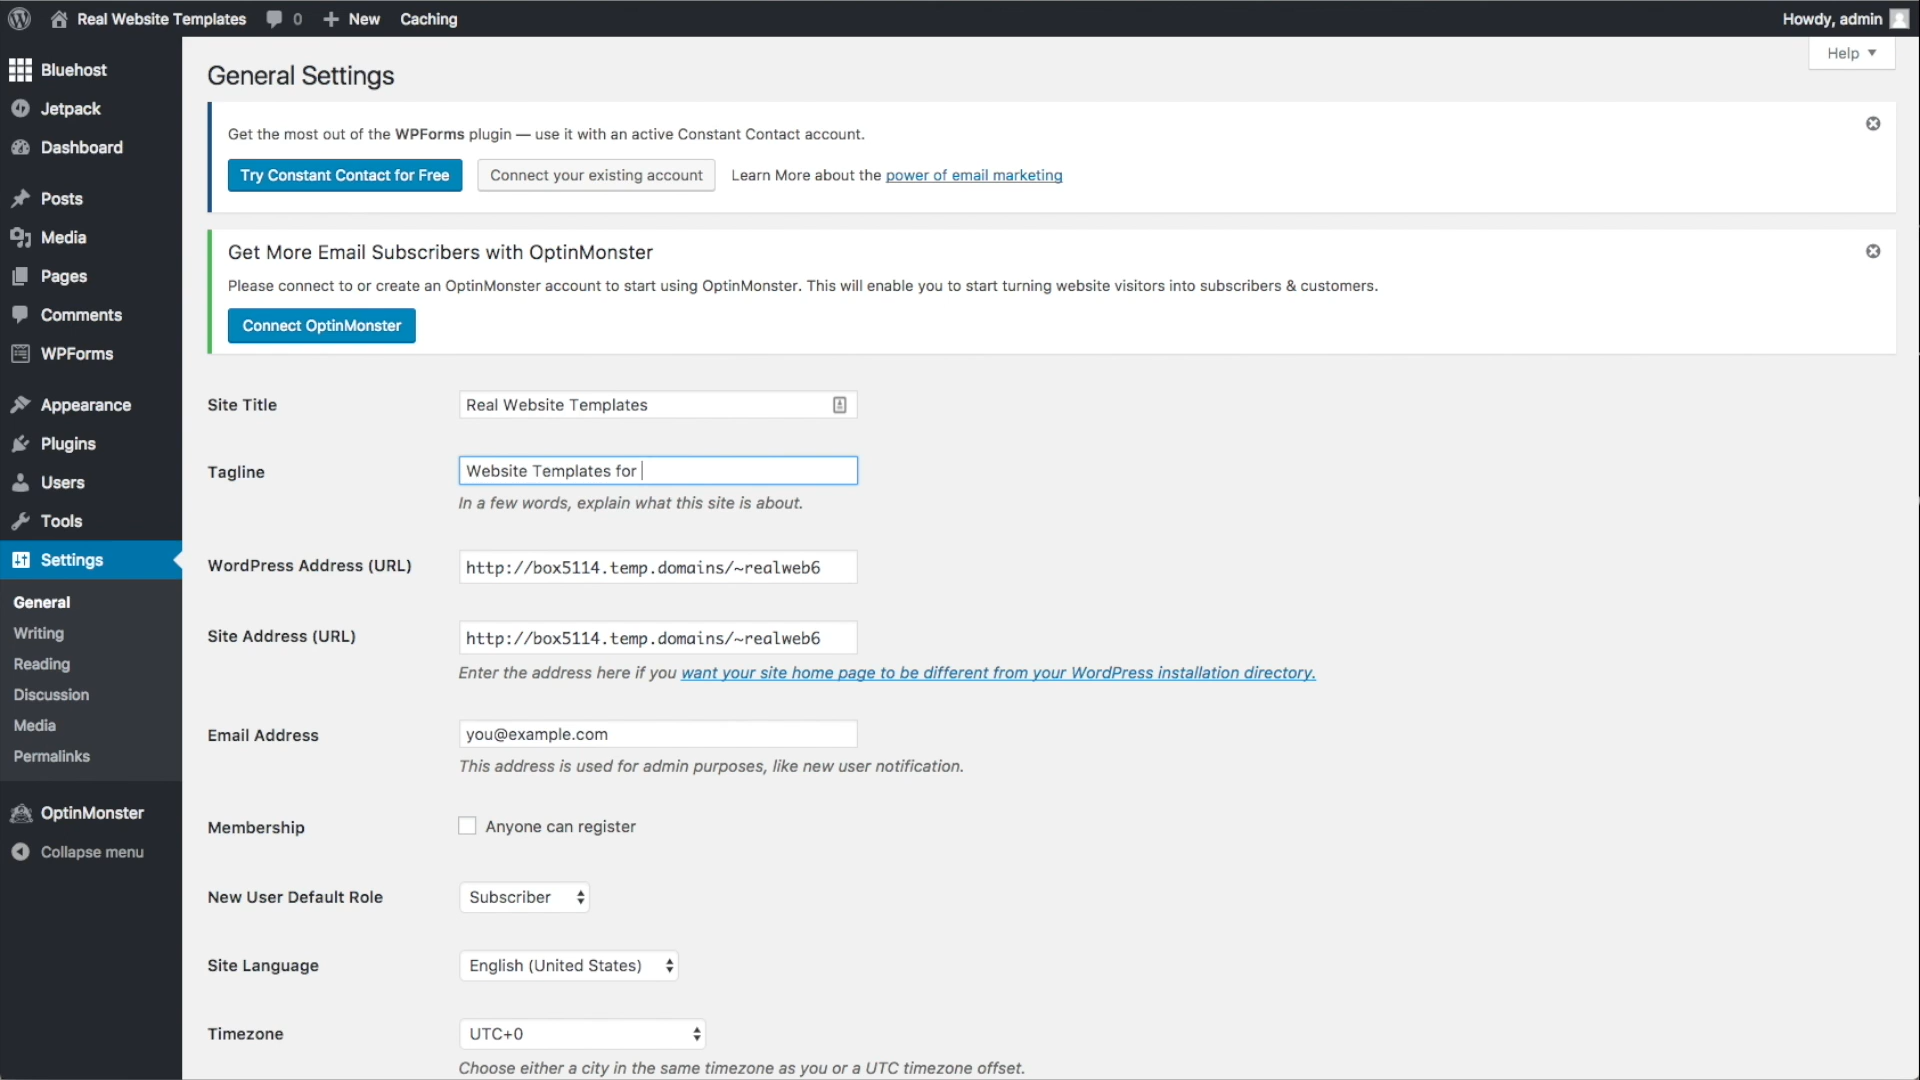 Real Website Templates 0 New Caching Howdy, admin
Help
Bluehost
Jetpack
Dashboard
Posts
Media
Pages
Comments
WPForms
Appearance
Plugins
Users
Tools
Settings
General
Writing
Reading
Discussion
Media
Permalinks
OptinMonster
Collapse menu
General Settings
Get the most out of the WPForms plugin — use it with an active Constant Contact account.
Try Constant Contact for Free Connect your existing account Learn More about the power of email marketing
Get More Email Subscribers with OptinMonster
Please connect to or create an OptinMonster account to start using OptinMonster. This will enable you to start turning website visitors into subscribers & customers.
Connect OptinMonster
Site Title Real Website Templates
Tagline Website Templates for
In a few words, explain what this site is about.
WordPress Address (URL) http://box5114.temp.domains/~realweb6
Site Address (URL) http://box5114.temp.domains/~realweb6
Enter the address here if you want your site home page to be different from your WordPress installation directory.
Email Address you@example.com
This address is used for admin purposes, like new user notification.
Membership Anyone can register
New User Default Role Subscriber
Site Language English (United States)
Timezone UTC+0
Choose either a city in the same timezone as you or a UTC timezone offset.